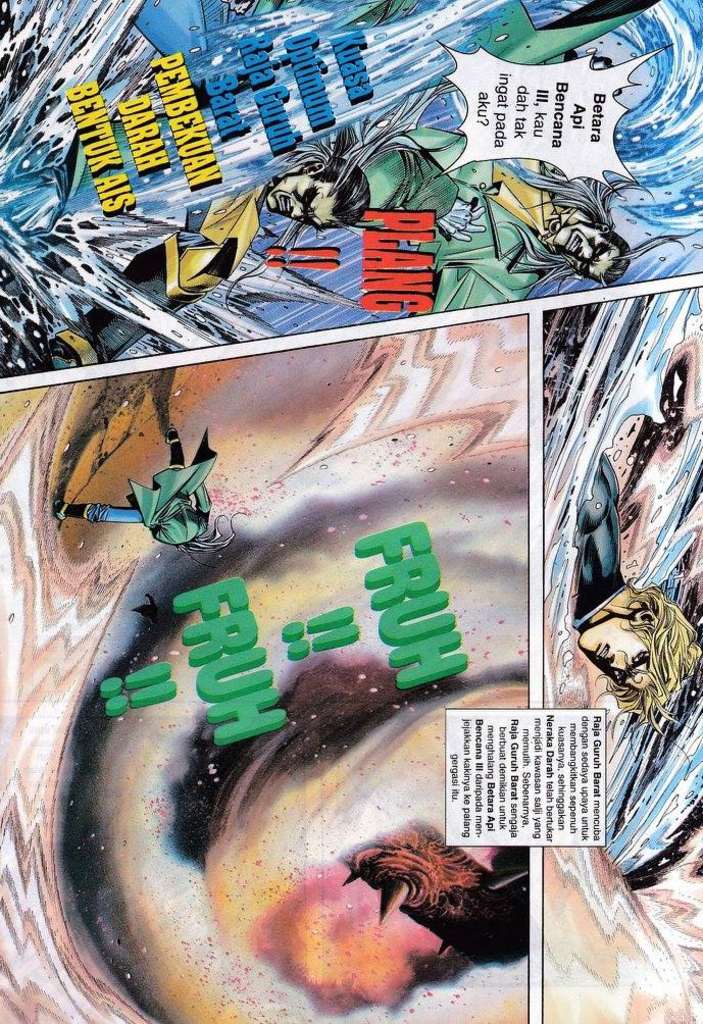 Betara
Api
Bencana
III, kau
dah tak
ingat pada
aku?
Kuasa
Optimum
Raja Guruh
Barat
PEMBEKUAN
DARAH
BENTUK AIS
PLANG
!!
Raja Guruh Barat mencuba
dengan sedaya upaya untuk
membangkitkan sepenuh
kuasanya, sehinggakan
Neraka Darah telah bertukar
menjadi kawasan salji yang
memutih. Sebenarnya,
Raja Guruh Barat sengaja
berbuat demikian untuk
menghalang Betara Api
Bencana III daripada men-
jejakkan kakinya ke palang
gergasi itu.
FRUH
!!
FRUH
!!